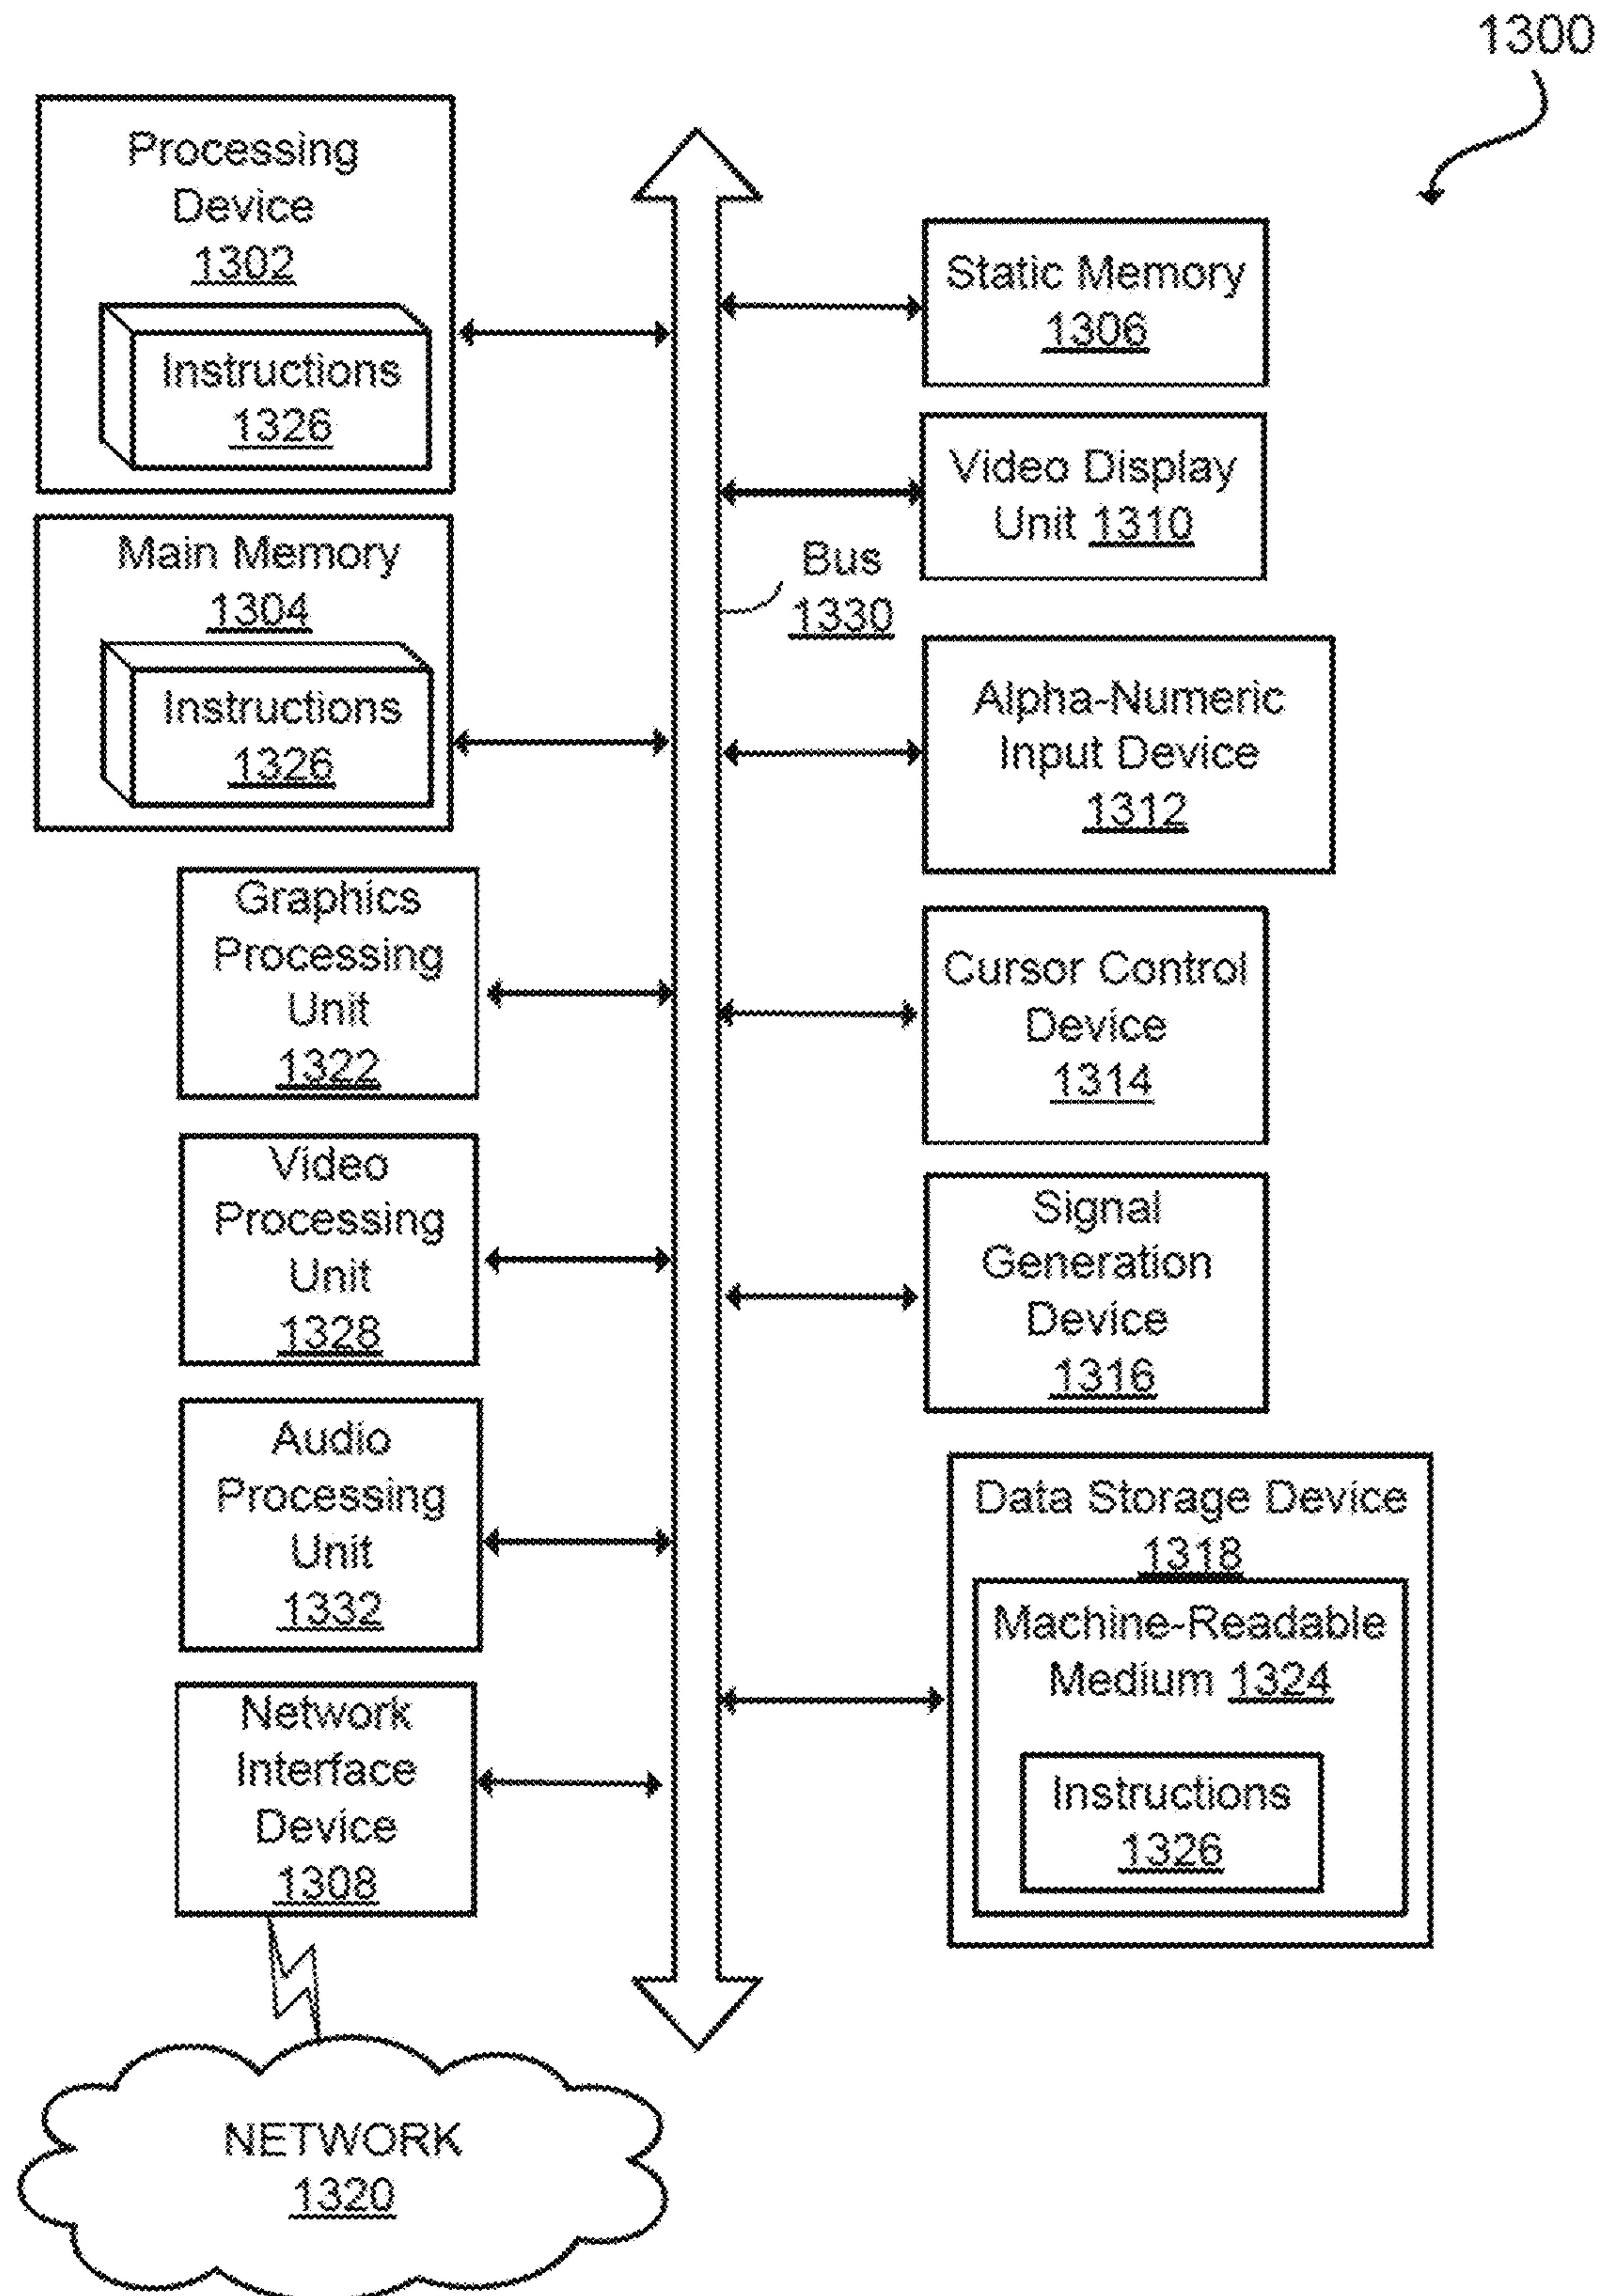 1300
Processing
Device
1302
Instructions
1326
Main Memory
1304
Instructions
1326
Graphics
Processing
Unit
1322
Video
Processing
Unit
1328
Audio
Processing
Unit
1332
Network
Interface
Device
1308
NETWORK
1320
Bus
1330
Static Memory
1306
Video Display
Unit 1310
Alpha-Numeric
Input Device
1312
Cursor Control
Device
1314
Signal
Generation
Device
1316
Data Storage Device
1318
Machine-Readable
Medium 1324
Instructions
1326